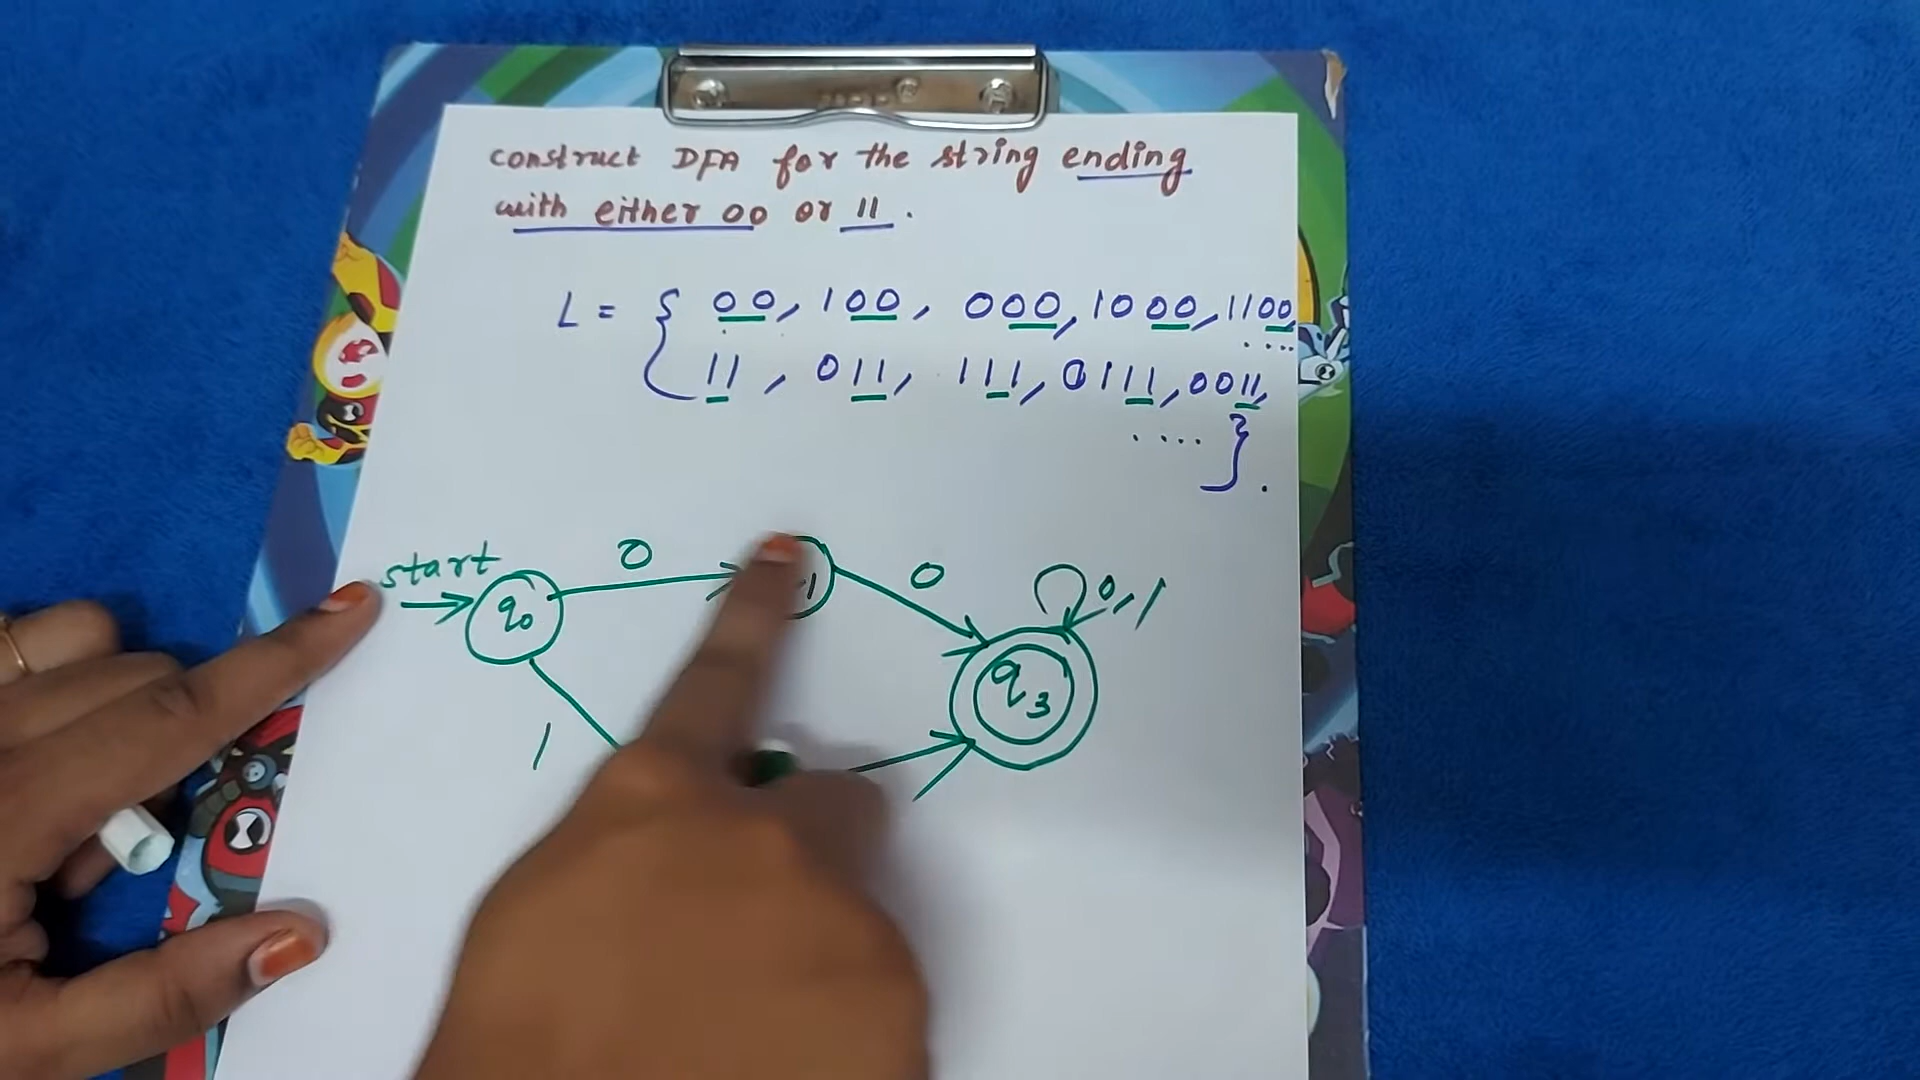 construct DFA for the string ending
with either 00 or 11 .
L = { 00, 100, 000, 1000, 1100,
....
11, 011, 111, 0111, 0011,
.... } .
start
0
0
0,1
q0
1
q3
1